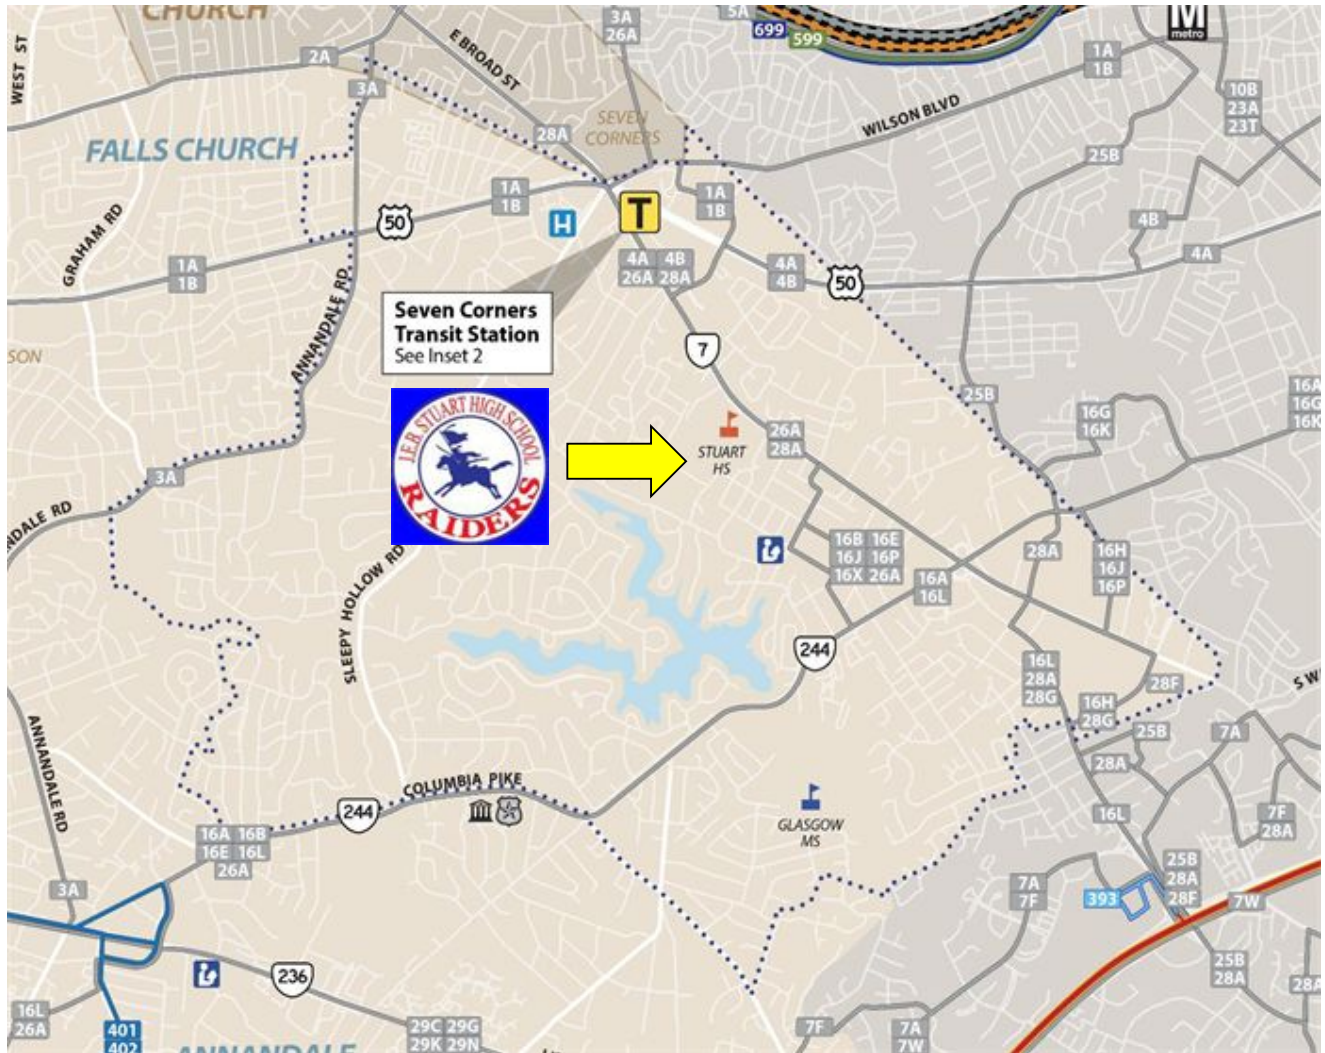 CHURCH
3A
26A
5A
699
599
M
metro
WEST ST
2A
E BROAD ST
1A
1B
3A
10B
23A
23T
SEVEN
CORNERS
WILSON BLVD
28A
FALLS CHURCH
25B
1A
1B
1A
1B
GRAHAM RD
50
H
T
4B
4A
1A
1B
4A 4B
26A 28A
4A
4B
50
ANNANDALE RD
Seven Corners
Transit Station
See Inset 2
7
SON
J.E.B. STUART HIGH SCHOOL
RAIDERS
25B
16A
16G
16K
16G
16K
26A
28A
STUART
HS
3A
NDALE RD
16B 16E
16J 16P
16X 26A
28A
16H
16J
16P
16A
16L
SLEEPY HOLLOW RD
244
16L
28A
28G
28F
S W
16H
28G
ANNANDALE RD
25B
7A
28A
COLUMBIA PIKE
244
GLASGOW
MS
16L
7F
28A
16A 16B
16E 16L
26A
25B
28A
28F
3A
7A
7F
393
7W
236
25B
28A
28A
16L
26A
401
402
29C 29G
29K 29N
7F
7A
7W
ANNANDALE